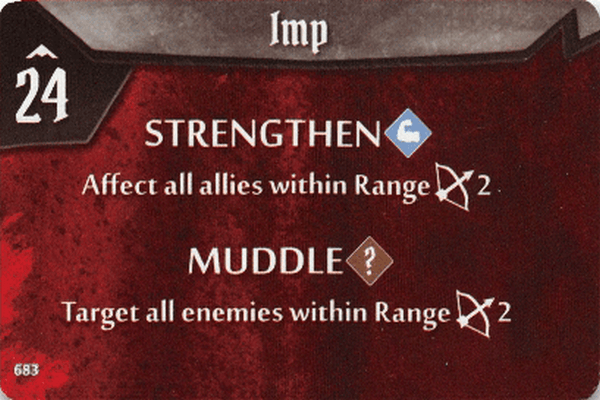 Imp
24
STRENGTHEN
Affect all allies within Range 2
MUDDLE ?
Target all enemies within Range 2
683